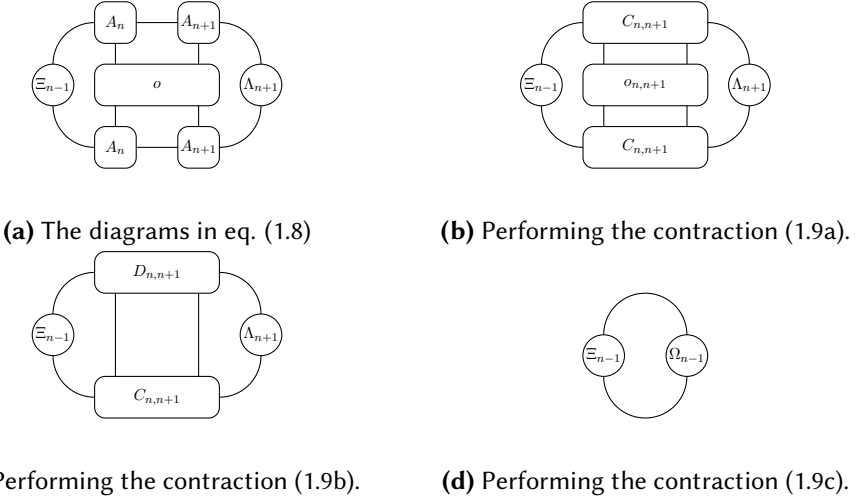 A_n A_{n+1}
Ξ_{n−1} o Λ_{n+1}
A_n A_{n+1}
C_{n,n+1}
Ξ_{n−1} o_{n,n+1} Λ_{n+1}
C_{n,n+1}
(a) The diagrams in eq. (1.8)
(b) Performing the contraction (1.9a).
D_{n,n+1}
Ξ_{n−1} Λ_{n+1}
C_{n,n+1}
Ξ_{n−1} Ω_{n−1}
Performing the contraction (1.9b).
(d) Performing the contraction (1.9c).